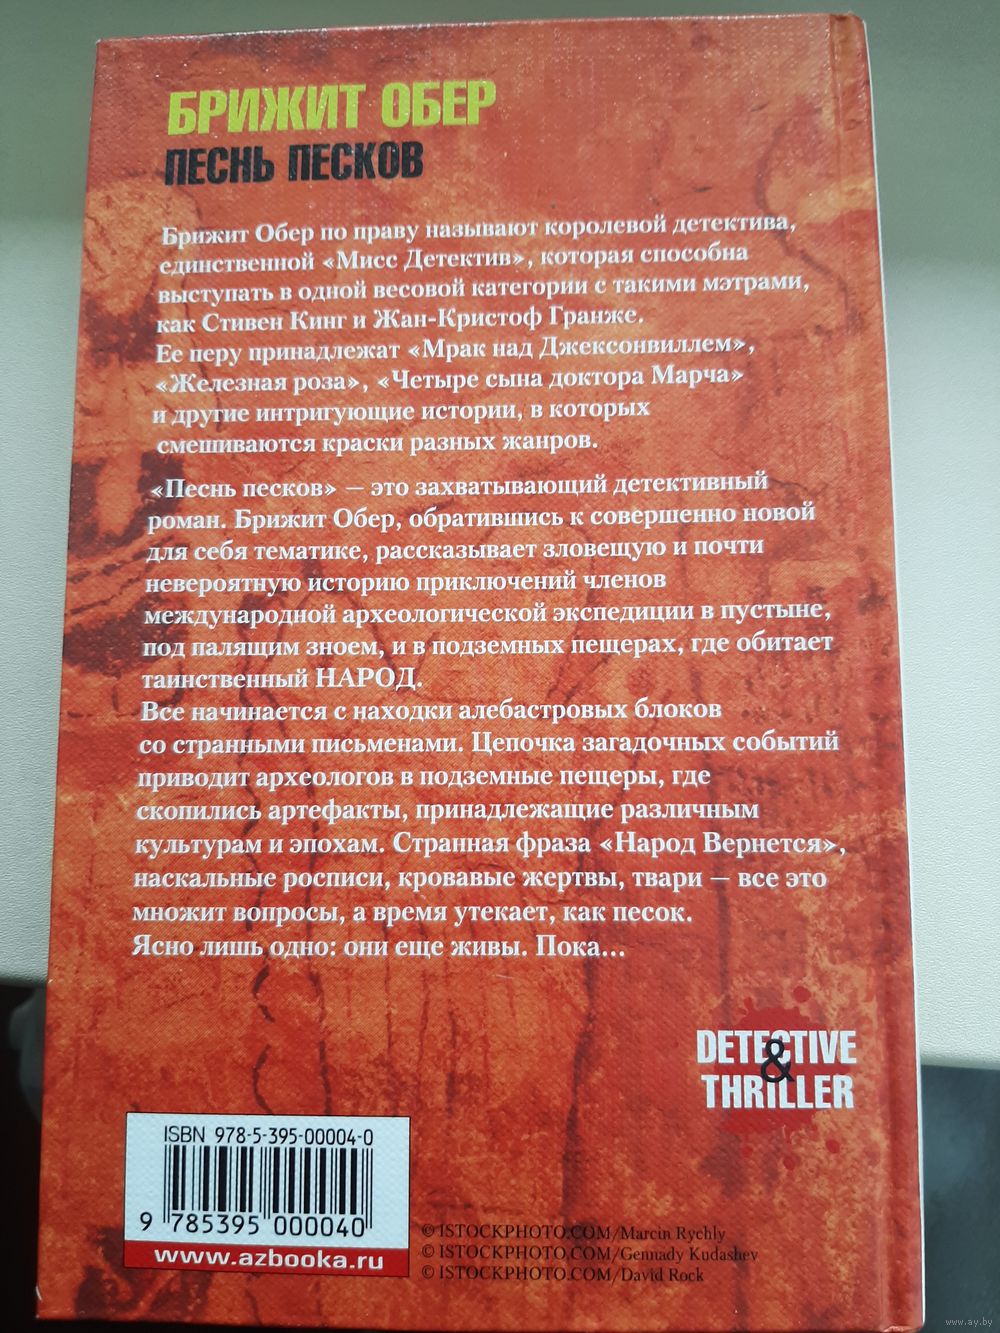 БРИЖИТ ОБЕР
ПЕСНЬ ПЕСКОВ
Брижит Обер по праву называют королевой детектива,
единственной «Мисс Детектив», которая способна
выступать в одной весовой категории с такими мэтрами,
как Стивен Кинг и Жан-Кристоф Гранже.
Ее перу принадлежат «Мрак над Джексонвиллем»,
«Железная роза», «Четыре сына доктора Марча»
и другие интригующие истории, в которых
смешиваются краски разных жанров.
«Песнь песков» — это захватывающий детективный
роман. Брижит Обер, обратившись к совершенно новой
для себя тематике, рассказывает зловещую и почти
невероятную историю приключений членов
международной археологической экспедиции в пустыне,
под палящим зноем, и в подземных пещерах, где обитает
таинственный НАРОД.
Все начинается с находки алебастровых блоков
со странными письменами. Цепочка загадочных событий
приводит археологов в подземные пещеры, где
скопились артефакты, принадлежащие различным
культурам и эпохам. Странная фраза «Народ Вернется»,
наскальные росписи, кровавые жертвы, твари — все это
множит вопросы, а время утекает, как песок.
Ясно лишь одно: они еще живы. Пока...
DETECTIVE
&
THRILLER
ISBN 978-5-395-00004-0
9 785395 000040
www.azbooka.ru
© ISTOCKPHOTO.COM/Marcin Rychly
© ISTOCKPHOTO.COM/Gennady Kudashev
© ISTOCKPHOTO.COM/David Rock
www.ay.by